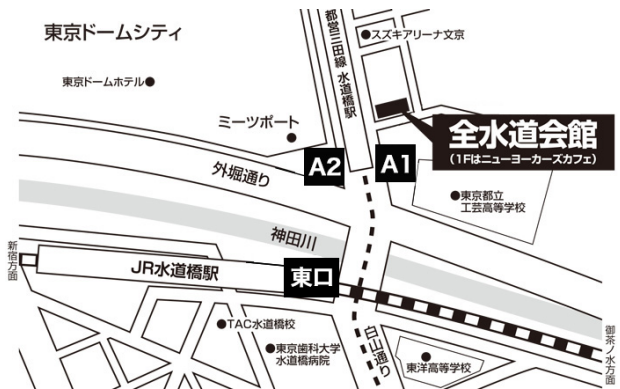 東京ドームシティ
都営三田線 水道橋駅
スズキアリーナ文京
東京ドームホテル
ミーツポート
全水道会館
(1Fはニューヨーカーズカフェ)
A2
A1
外堀通り
東京都立
工芸高等学校
神田川
新宿方面
JR水道橋駅
東口
TAC水道橋校
東京歯科大学
水道橋病院
白山通り
東洋高等学校
御茶ノ水方面